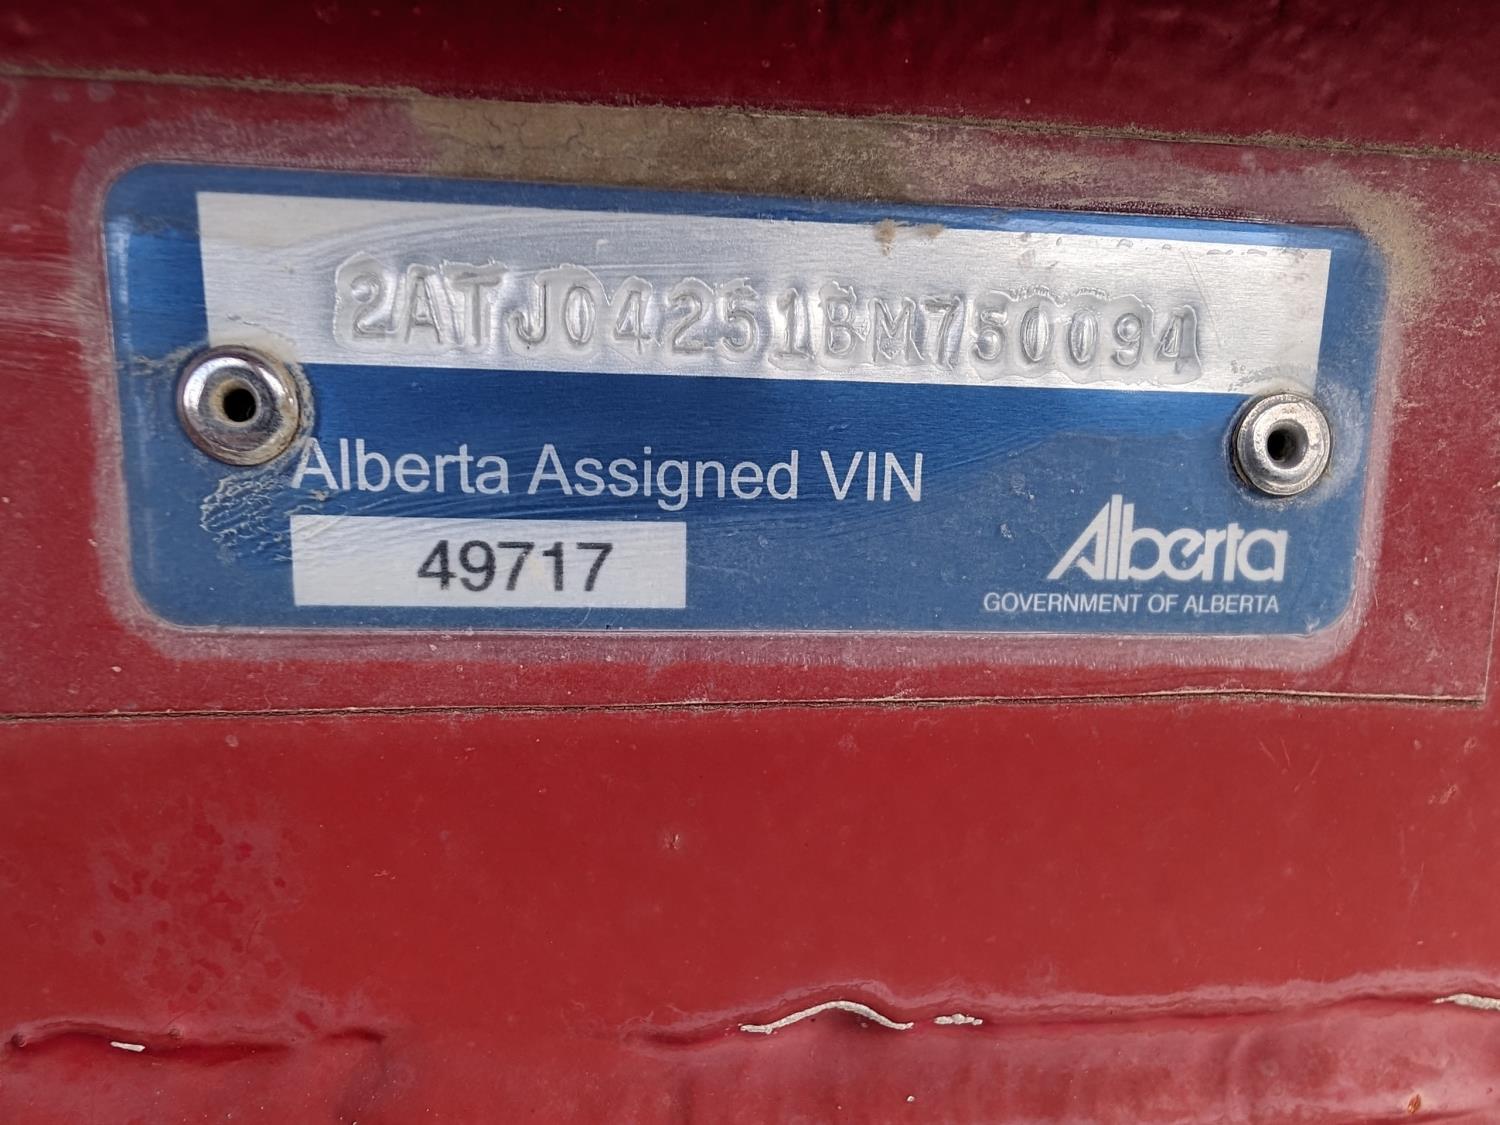 2ATJ04251BM750094
Alberta Assigned VIN
49717
Alberta
GOVERNMENT OF ALBERTA